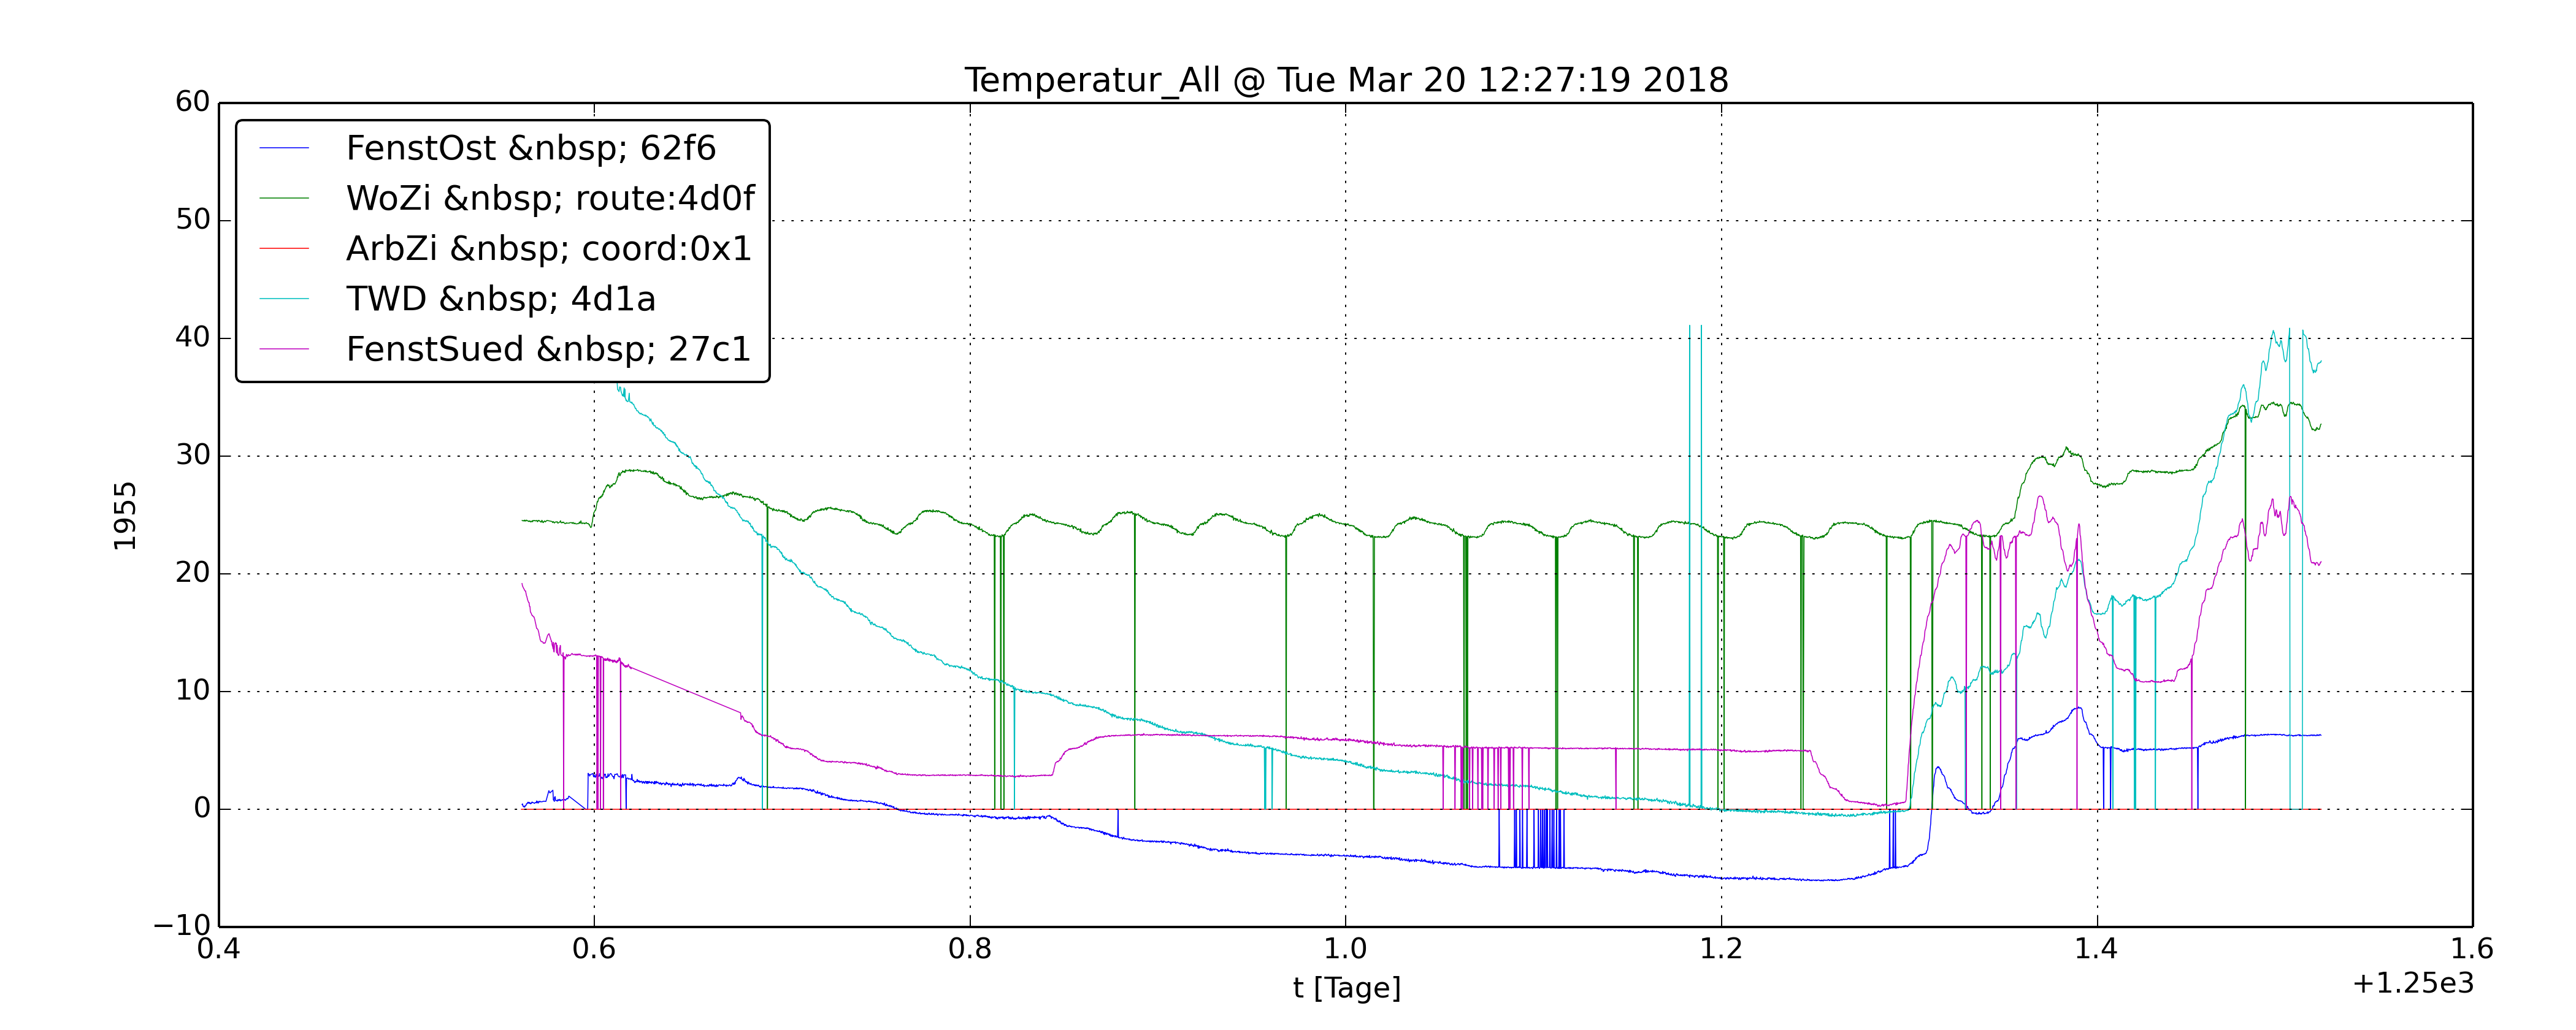 Temperatur_All @ Tue Mar 20 12:27:19 2018
60
50
40
30
20
10
0
−10
1955
FenstOst &nbsp; 62f6
WoZi &nbsp; route:4d0f
ArbZi &nbsp; coord:0x1
TWD &nbsp; 4d1a
FenstSued &nbsp; 27c1
0.4 0.6 0.8 1.0 1.2 1.4 1.6
t [Tage]
+1.25e3